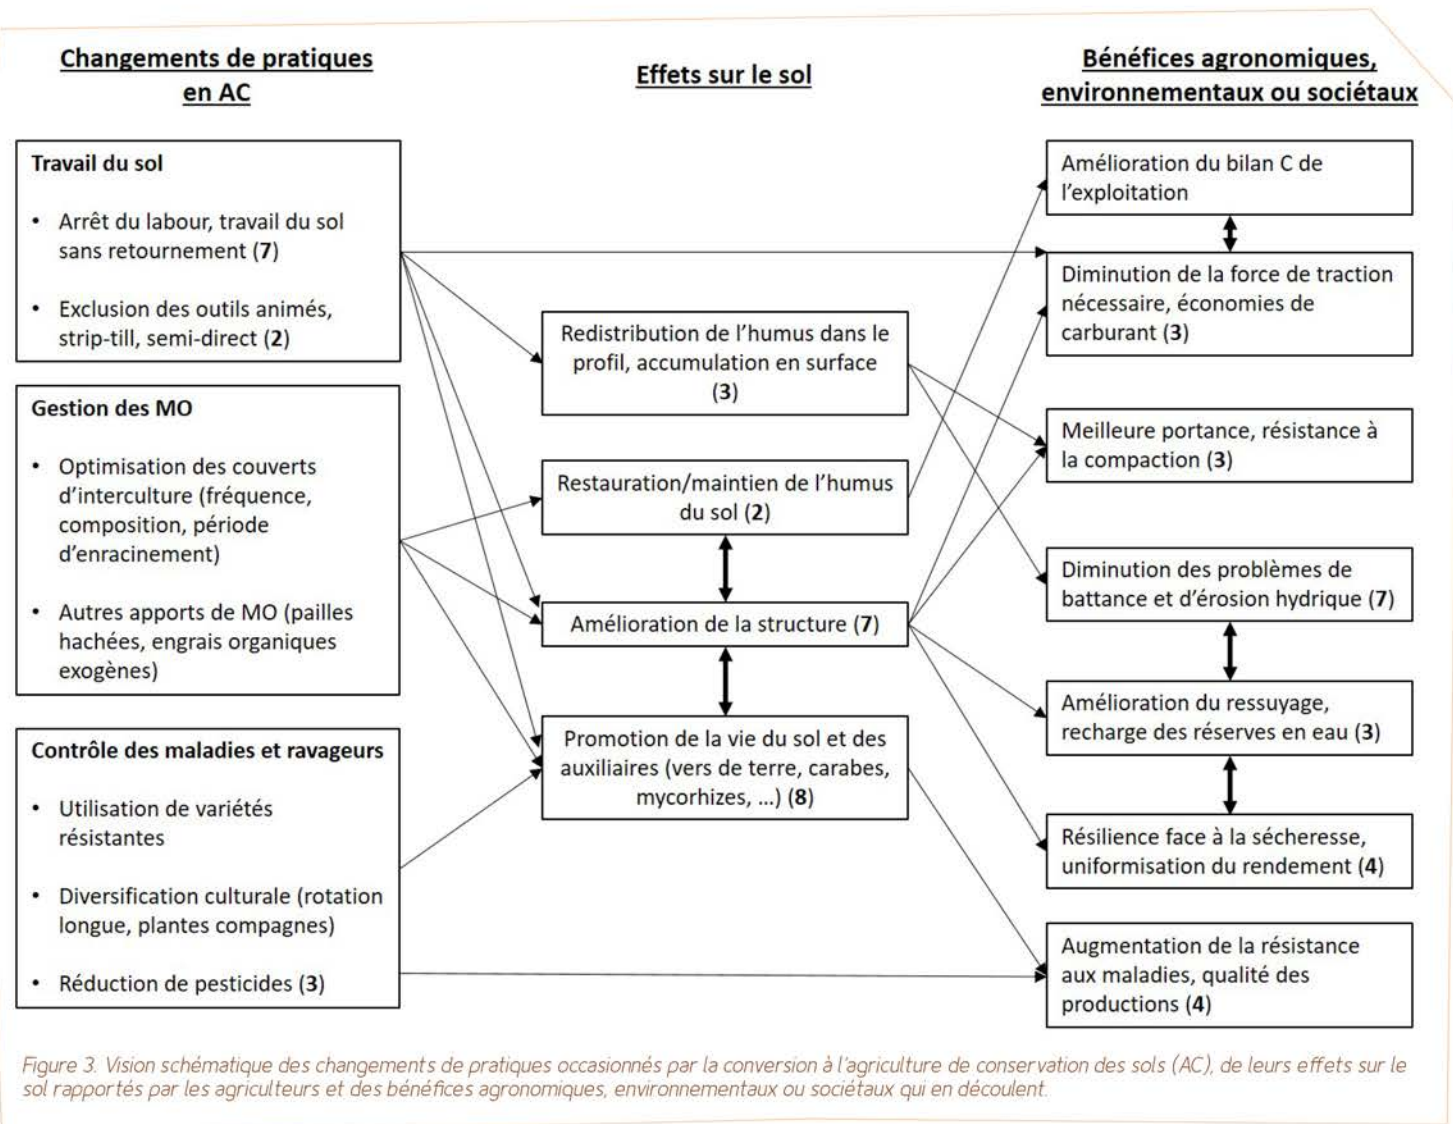 Changements de pratiques
en AC
Travail du sol
• Arrêt du labour, travail du sol
sans retournement (7)
• Exclusion des outils animés,
strip-till, semi-direct (2)
Gestion des MO
• Optimisation des couverts
d'interculture (fréquence,
composition, période
d'enracinement)
• Autres apports de MO (pailles
hachées, engrais organiques
exogènes)
Contrôle des maladies et ravageurs
• Utilisation de variétés
résistantes
• Diversification culturale (rotation
longue, plantes compagnes)
• Réduction de pesticides (3)
Effets sur le sol
Redistribution de l'humus dans le
profil, accumulation en surface
(3)
Restauration/maintien de l'humus
du sol (2)
Amélioration de la structure (7)
Promotion de la vie du sol et des
auxiliaires (vers de terre, carabes,
mycorhizes, ...) (8)
Bénéfices agronomiques,
environnementaux ou sociétaux
Amélioration du bilan C de
l'exploitation
Diminution de la force de traction
nécessaire, économies de
carburant (3)
Meilleure portance, résistance à
la compaction (3)
Diminution des problèmes de
battance et d'érosion hydrique (7)
Amélioration du ressuyage,
recharge des réserves en eau (3)
Résilience face à la sécheresse,
uniformisation du rendement (4)
Augmentation de la résistance
aux maladies, qualité des
productions (4)
Figure 3. Vision schématique des changements de pratiques occasionnés par la conversion à l'agriculture de conservation des sols (AC), de leurs effets sur le
sol rapportés par les agriculteurs et des bénéfices agronomiques, environnementaux ou sociétaux qui en découlent.